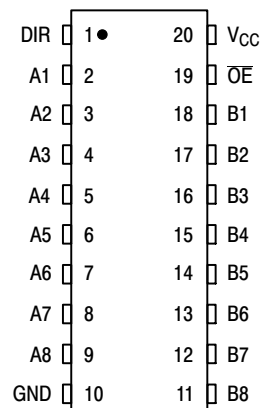 DIR 1 20 VCC
A1 2 19 OE
A2 3 18 B1
A3 4 17 B2
A4 5 16 B3
A5 6 15 B4
A6 7 14 B5
A7 8 13 B6
A8 9 12 B7
GND 10 11 B8